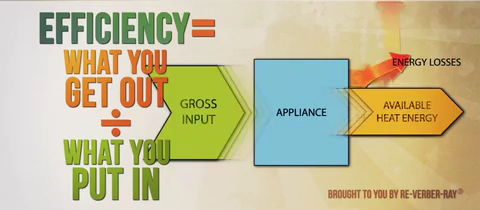 EFFICIENCY=
WHAT YOU
GET OUT
÷
WHAT YOU
PUT IN
GROSS
INPUT
APPLIANCE
ENERGY LOSSES
AVAILABLE
HEAT ENERGY
BROUGHT TO YOU BY RE-VERBER-RAY®